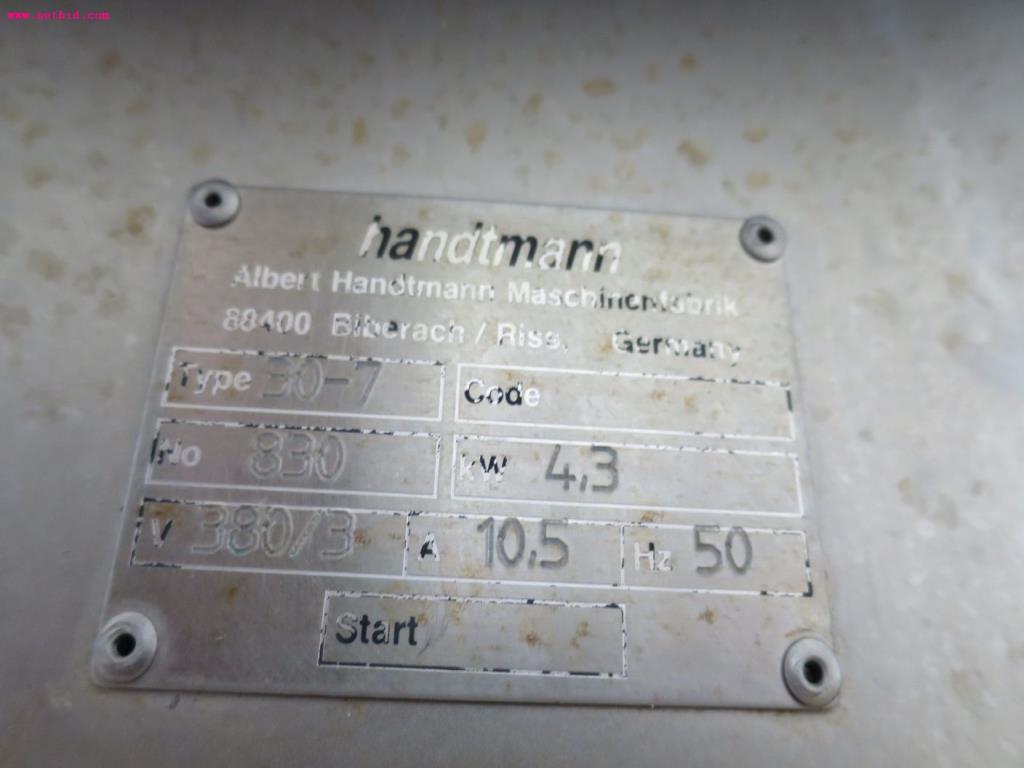 www.netbid.com
handtmann
Albert Handtmann Maschinenfabrik
88400 Biberach / Riss, Germany
Type 30-7 Code
No 830 kW 4,3
V 380/3 A 10,5 Hz 50
Start